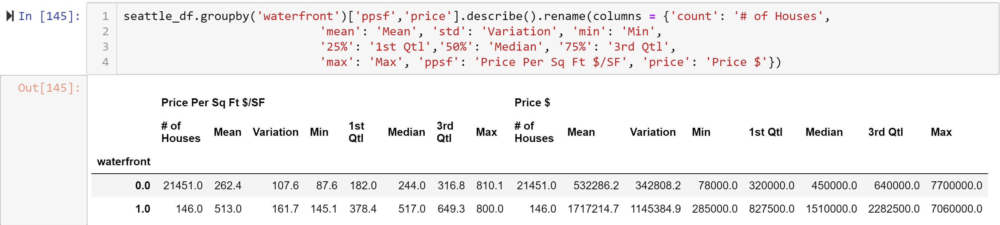 In [145]:
1 seattle_df.groupby('waterfront')['ppsf','price'].describe().rename(columns = {'count': '# of Houses',
2 'mean': 'Mean', 'std': 'Variation', 'min': 'Min',
3 '25%': '1st Qtl','50%': 'Median', '75%': '3rd Qtl',
4 'max': 'Max', 'ppsf': 'Price Per Sq Ft $/SF', 'price': 'Price $'})
Out[145]:
Price Per Sq Ft $/SF Price $
# of Houses Mean Variation Min 1st Qtl Median 3rd Qtl Max # of Houses Mean Variation Min 1st Qtl Median 3rd Qtl Max
waterfront
0.0 21451.0 262.4 107.6 87.6 182.0 244.0 316.8 810.1 21451.0 532286.2 342808.2 78000.0 320000.0 450000.0 640000.0 7700000.0
1.0 146.0 513.0 161.7 145.1 378.4 517.0 649.3 800.0 146.0 1717214.7 1145384.9 285000.0 827500.0 1510000.0 2282500.0 7060000.0